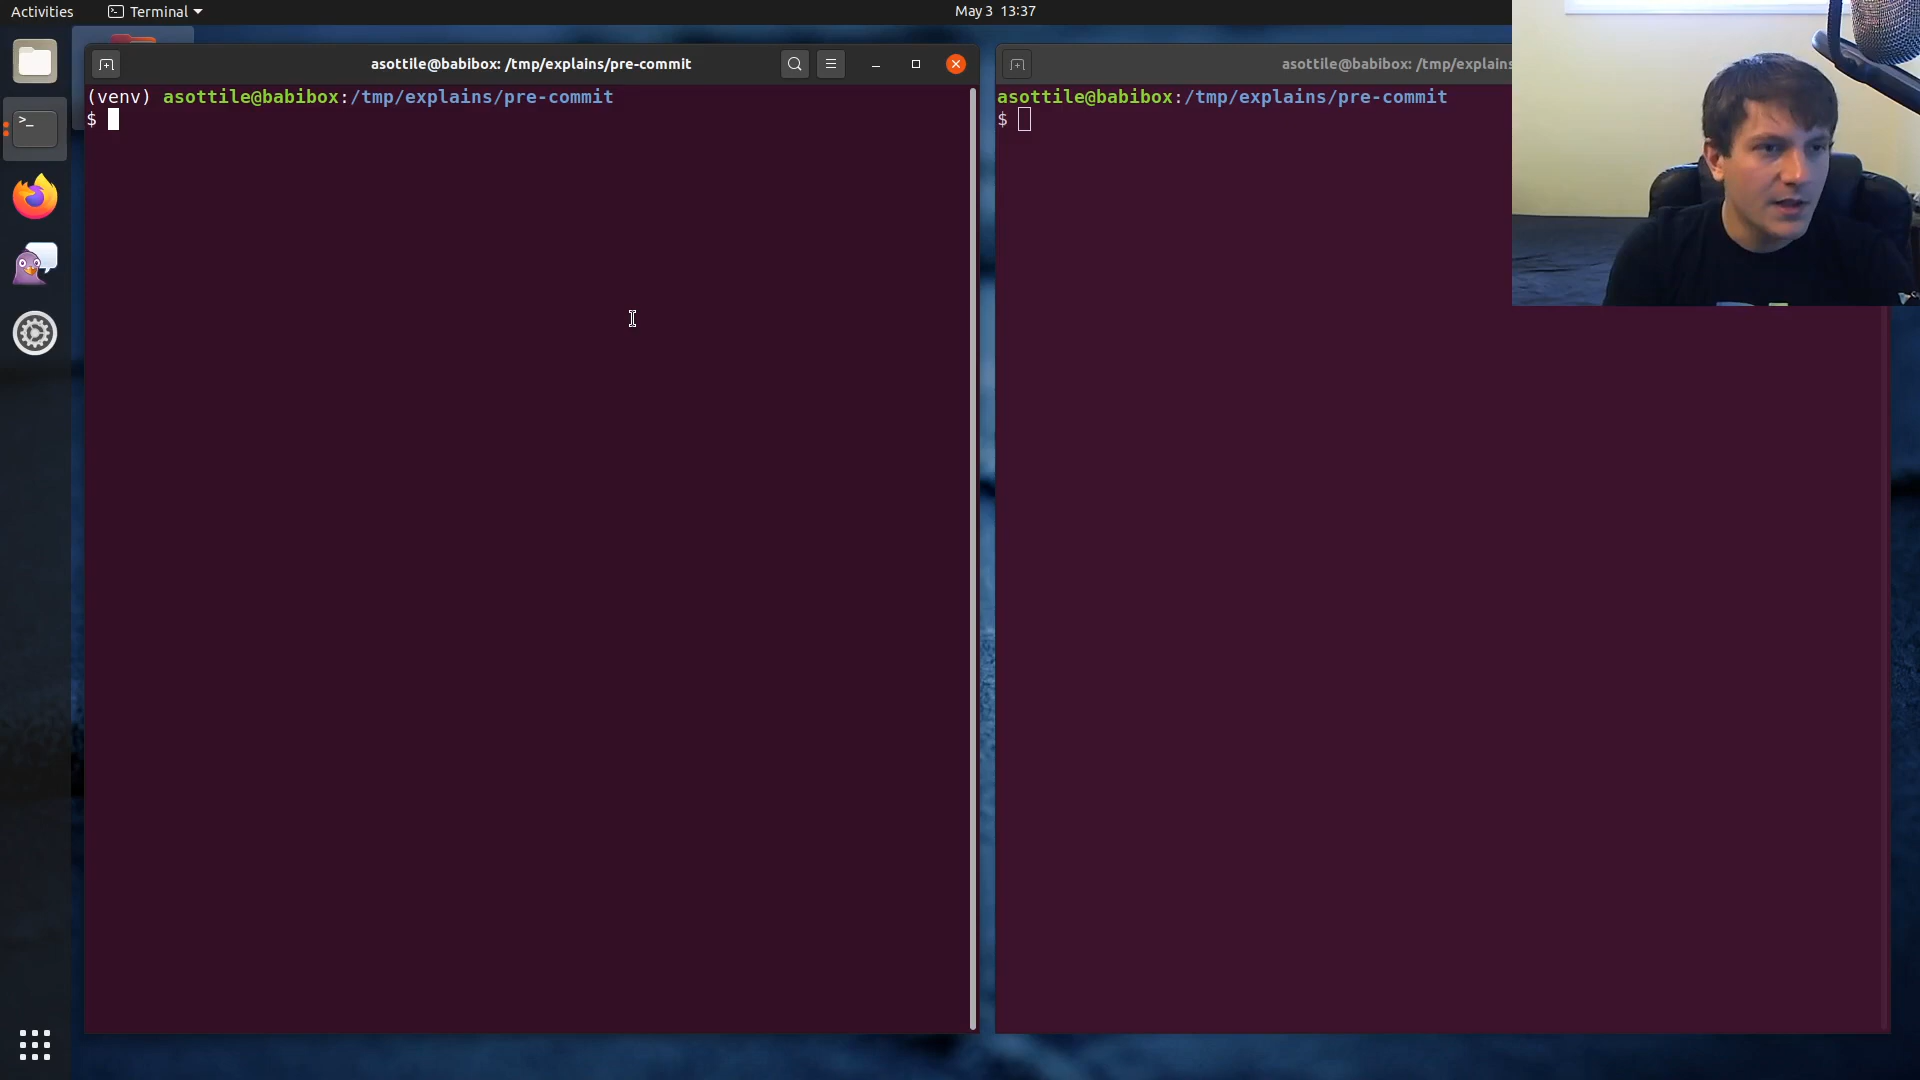 Activities
Terminal
May 3 13:37
asottile@babibox: /tmp/explains/pre-commit
(venv) asottile@babibox:/tmp/explains/pre-commit
$
asottile@babibox: /tmp/explains
asottile@babibox:/tmp/explains/pre-commit
$